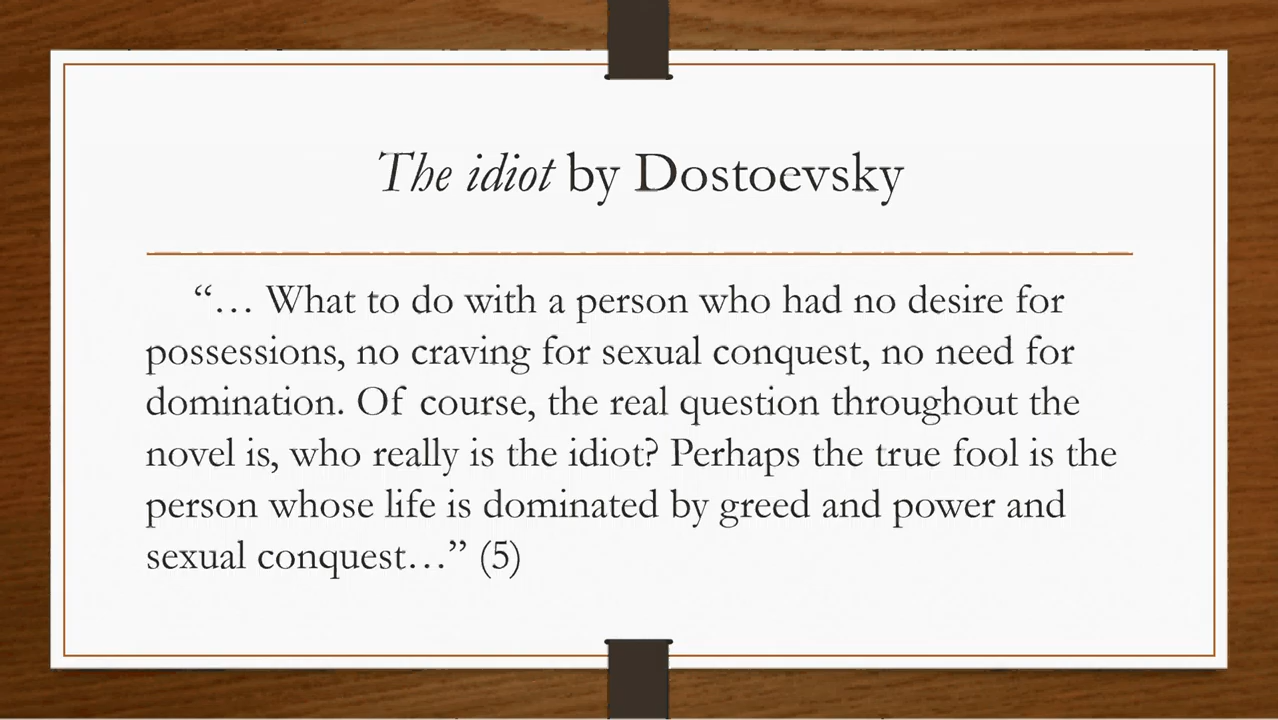 The idiot by Dostoevsky
“… What to do with a person who had no desire for
possessions, no craving for sexual conquest, no need for
domination. Of course, the real question throughout the
novel is, who really is the idiot? Perhaps the true fool is the
person whose life is dominated by greed and power and
sexual conquest…” (5)